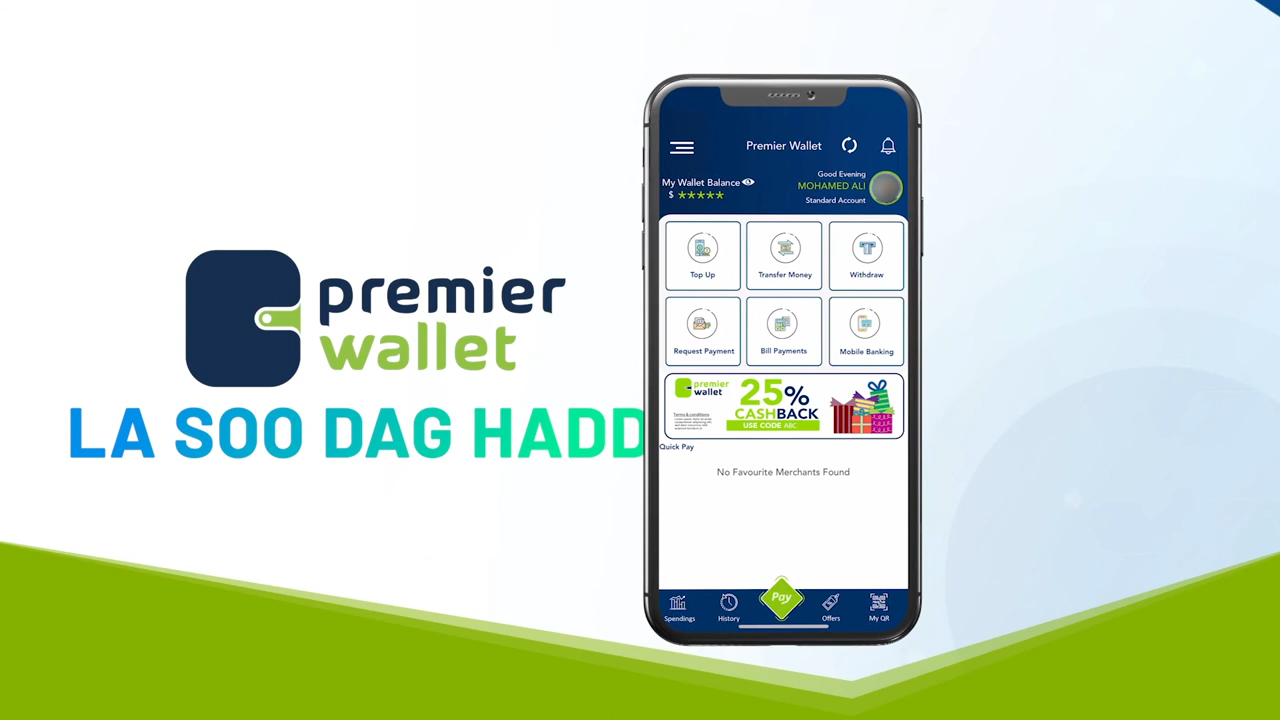 premier
wallet
LA SOO DAG HADD
Premier Wallet
My Wallet Balance
$ *****
Good Evening
MOHAMED ALI
Standard Account
Top Up
Transfer Money
Withdraw
Request Payment
Bill Payments
Mobile Banking
premier
wallet
Terms & conditions
25%
CASHBACK
USE CODE ABC
Quick Pay
No Favourite Merchants Found
Spendings
History
Pay
Offers
My QR